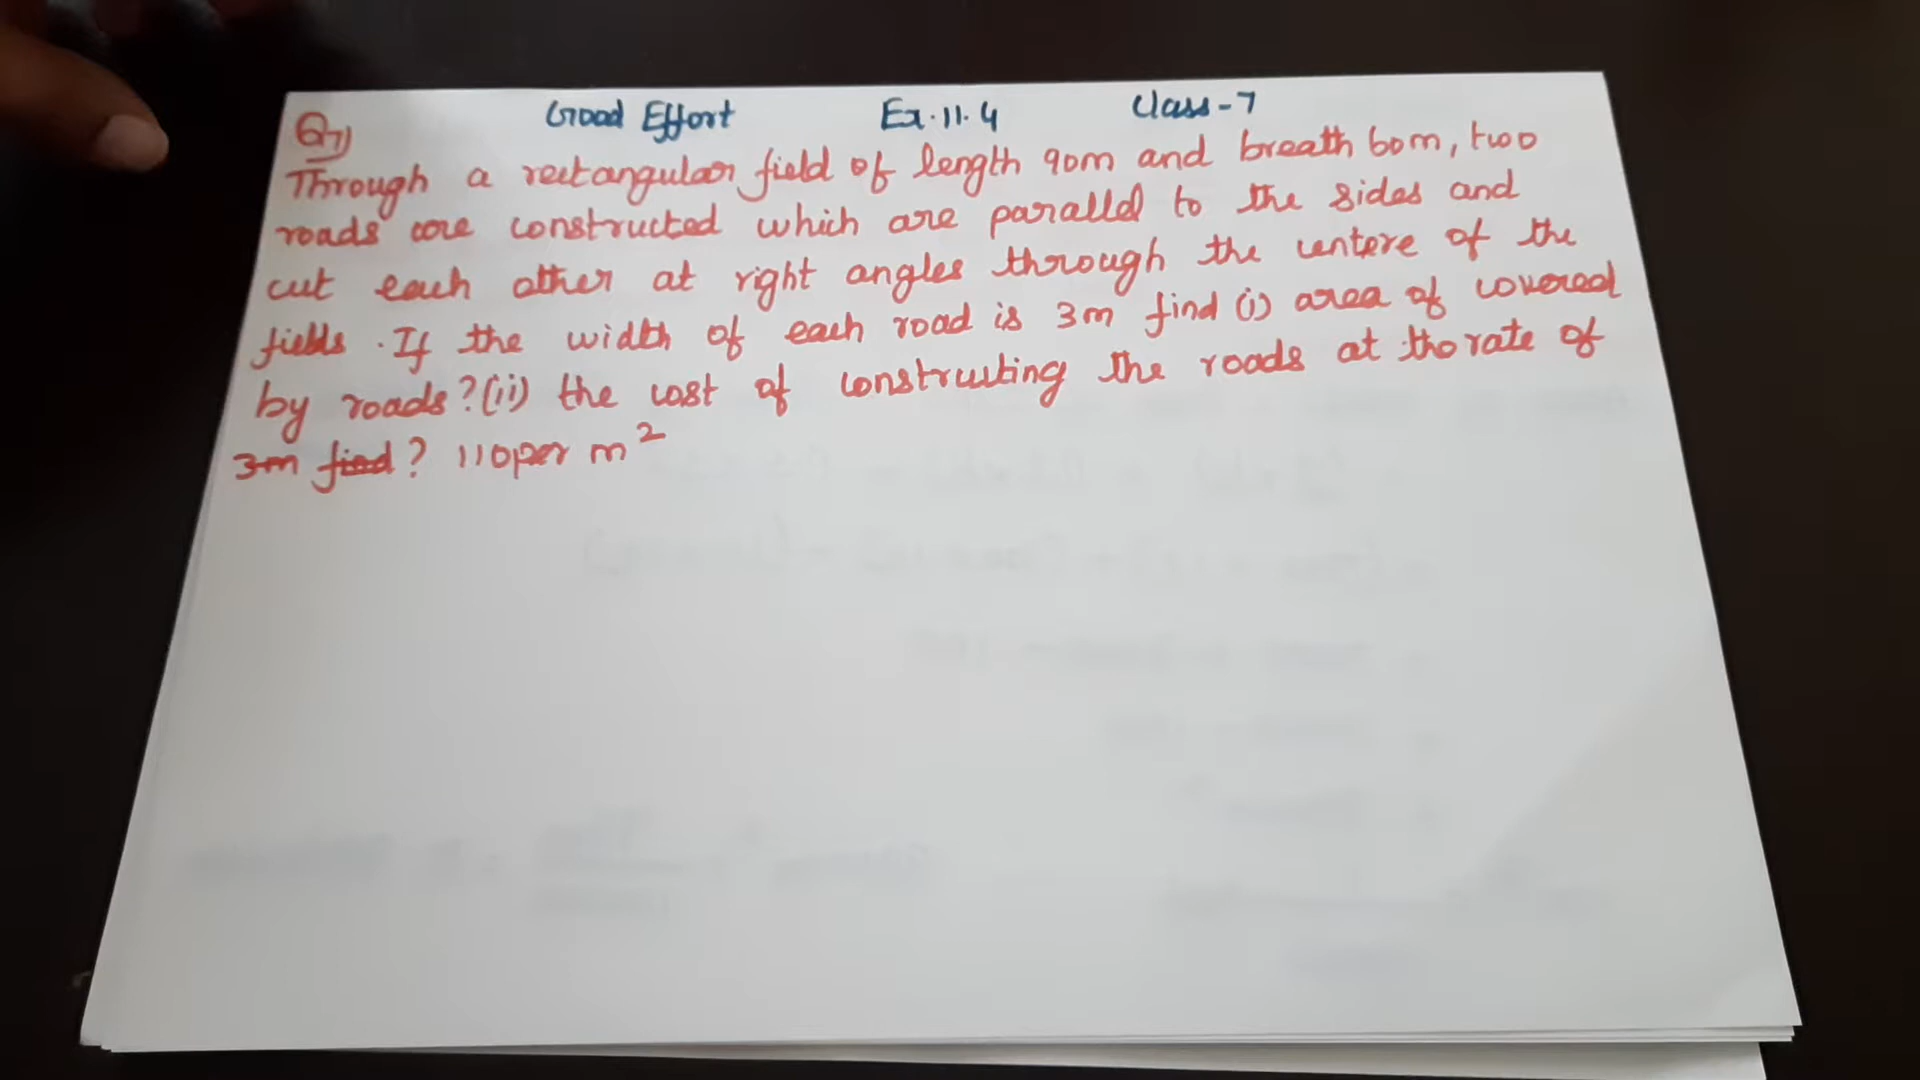 Good Effort Ex.11.4 Class-7
Q7)
Through a rectangular field of length 90m and breath 60m, two
roads are constructed which are parallel to the sides and
cut each other at right angles through the centere of the
fields. If the width of each road is 3m find (i) area of covered
by roads? (ii) the cost of constructing the roads at the rate of
3m find? 110per m²